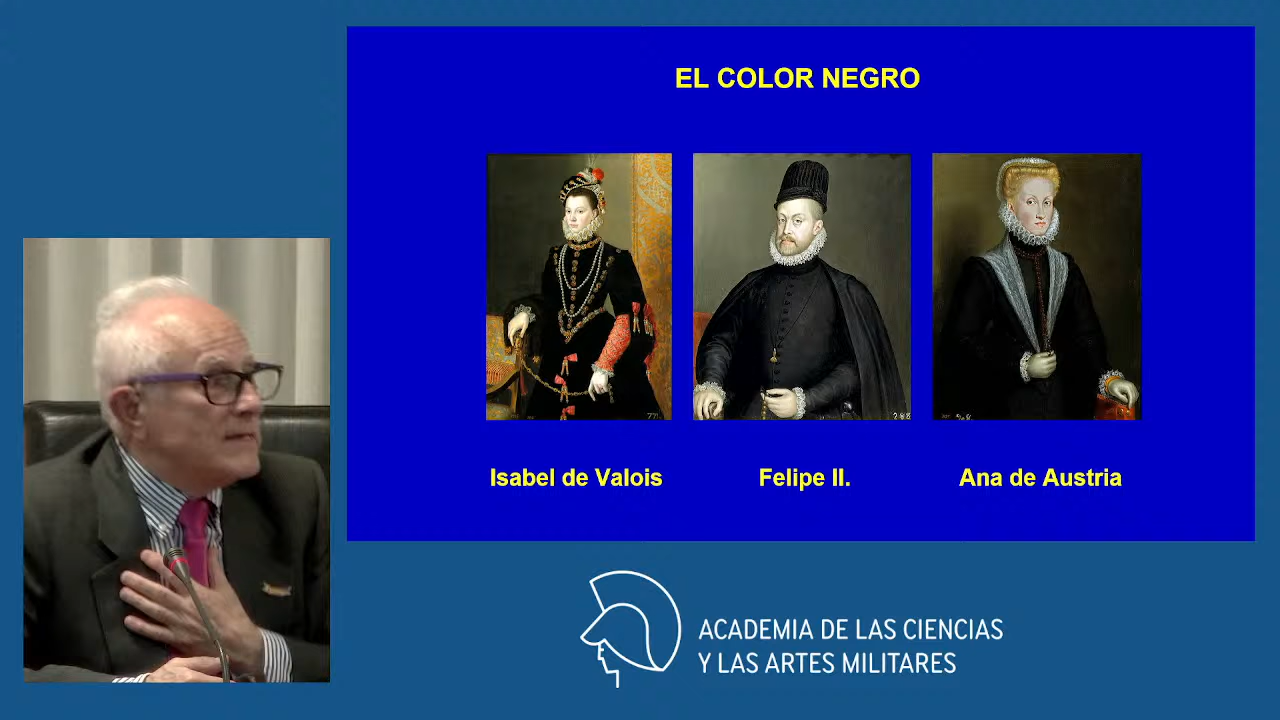 EL COLOR NEGRO
Isabel de Valois
Felipe II.
Ana de Austria
ACADEMIA DE LAS CIENCIAS
Y LAS ARTES MILITARES